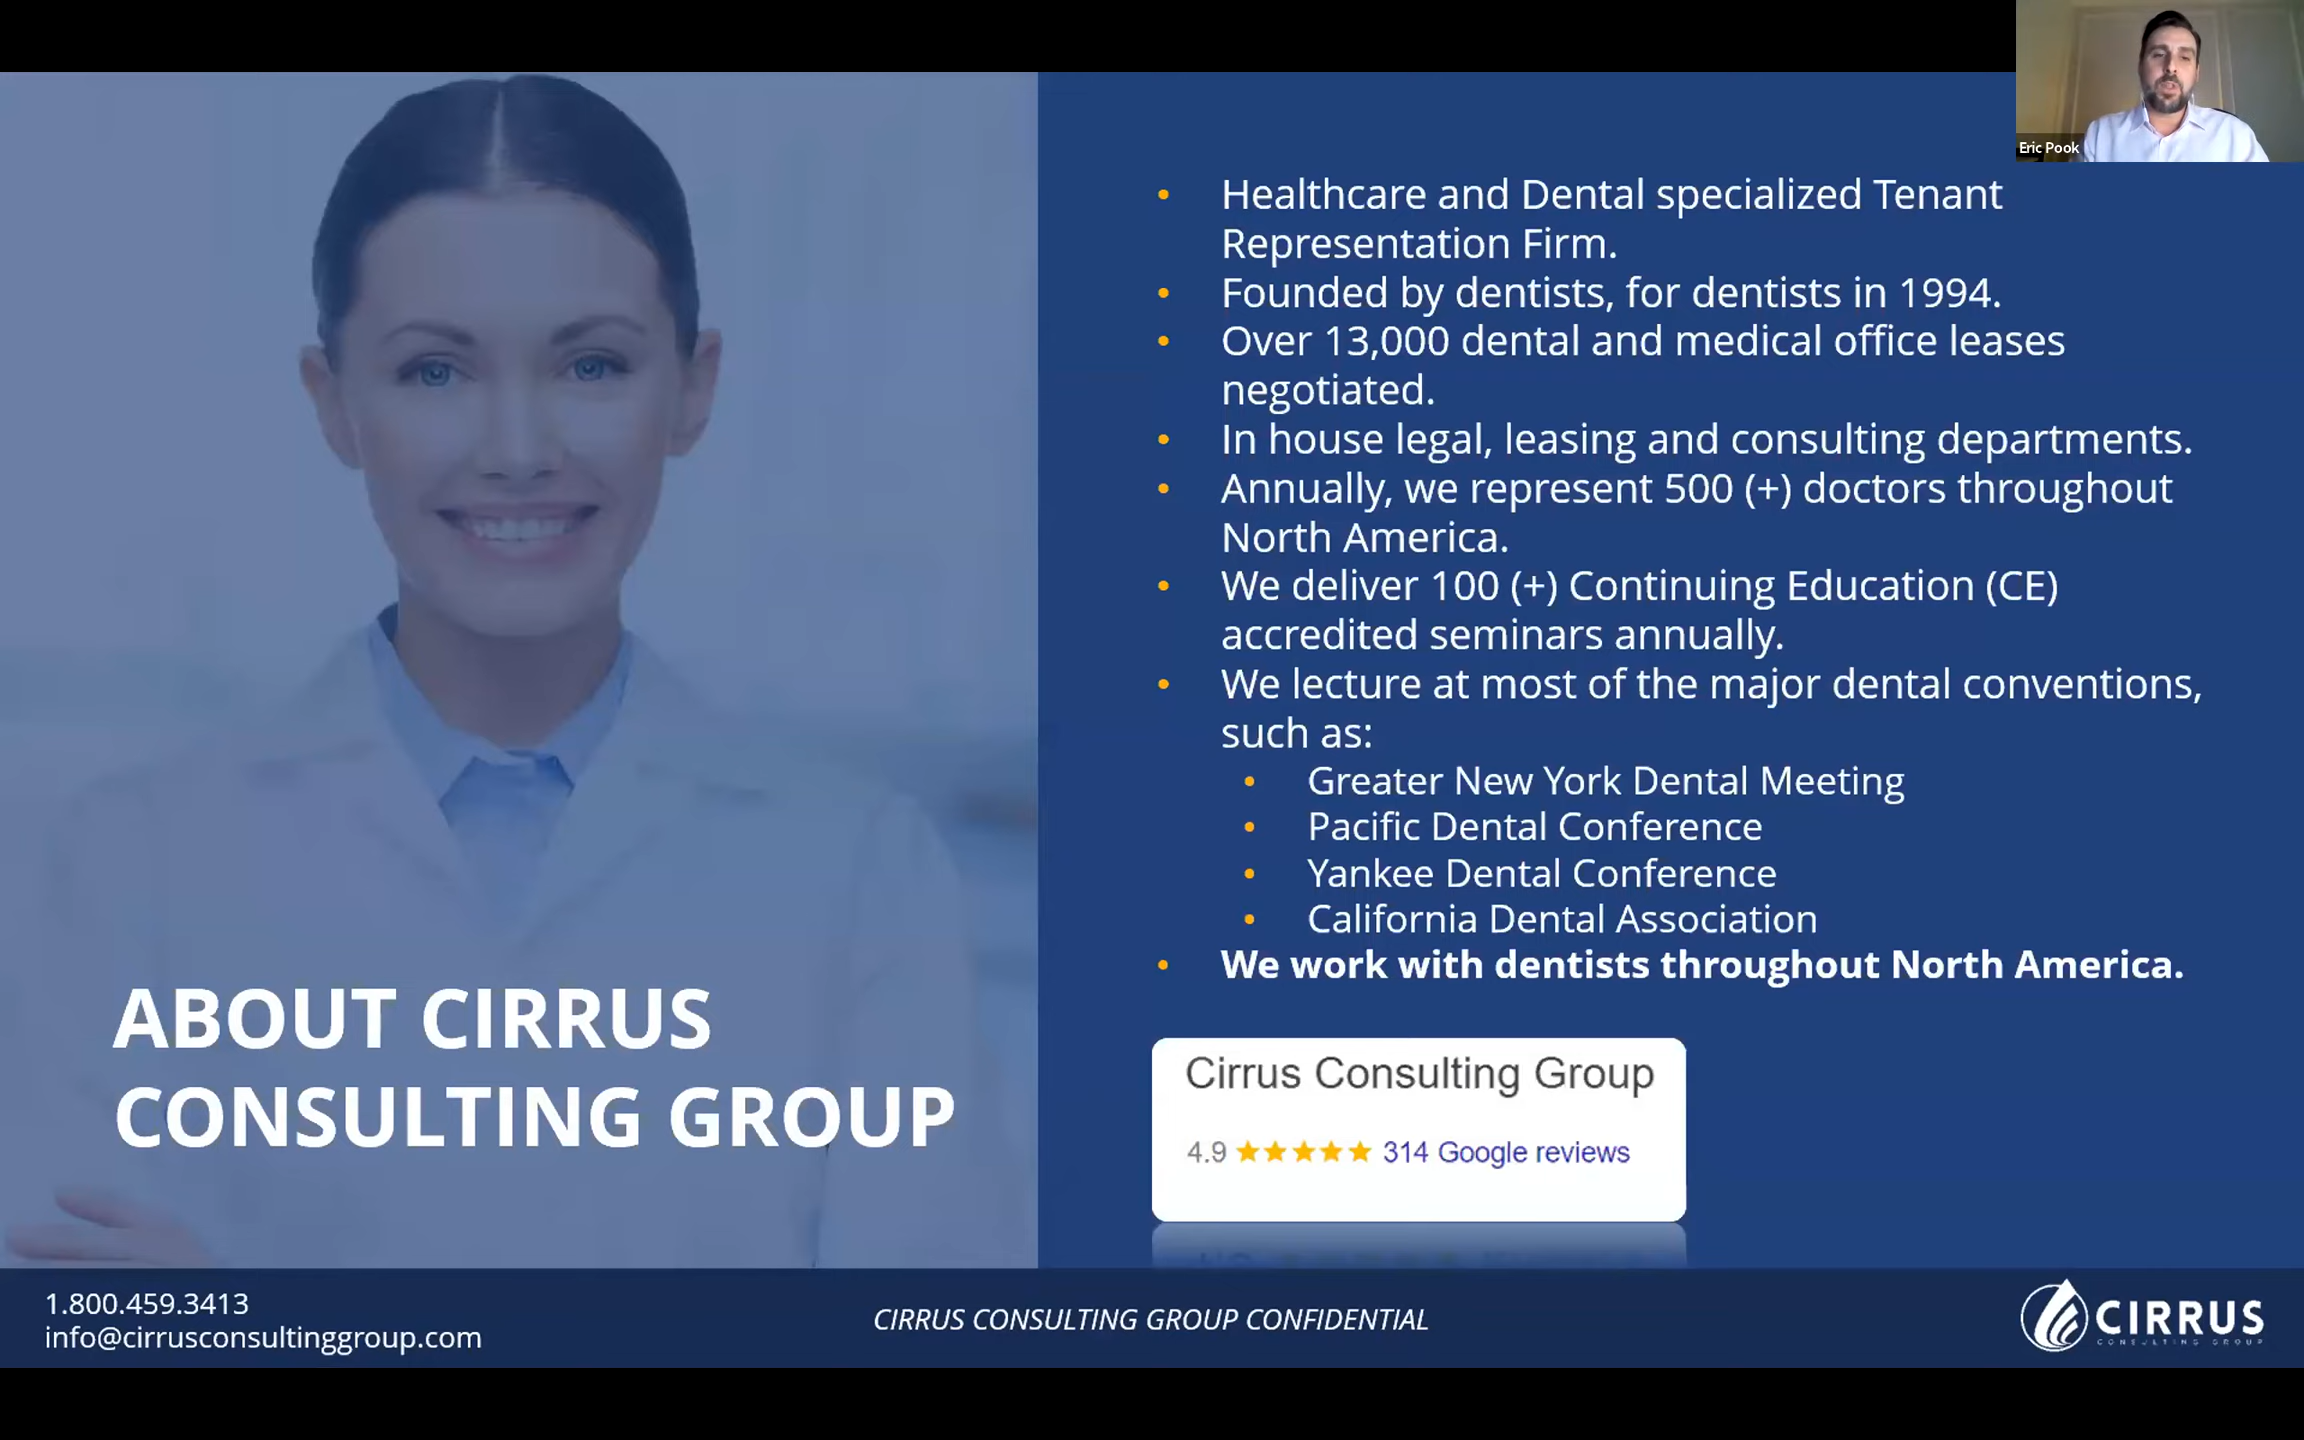 Eric Pook
• Healthcare and Dental specialized Tenant
Representation Firm.
• Founded by dentists, for dentists in 1994.
• Over 13,000 dental and medical office leases
negotiated.
• In house legal, leasing and consulting departments.
• Annually, we represent 500 (+) doctors throughout
North America.
• We deliver 100 (+) Continuing Education (CE)
accredited seminars annually.
• We lecture at most of the major dental conventions,
such as:
• Greater New York Dental Meeting
• Pacific Dental Conference
• Yankee Dental Conference
• California Dental Association
• We work with dentists throughout North America.
ABOUT CIRRUS
CONSULTING GROUP
Cirrus Consulting Group
4.9 ★★★★★ 314 Google reviews
1.800.459.3413
info@cirrusconsultinggroup.com
CIRRUS CONSULTING GROUP CONFIDENTIAL
CIRRUS
CONSULTING GROUP